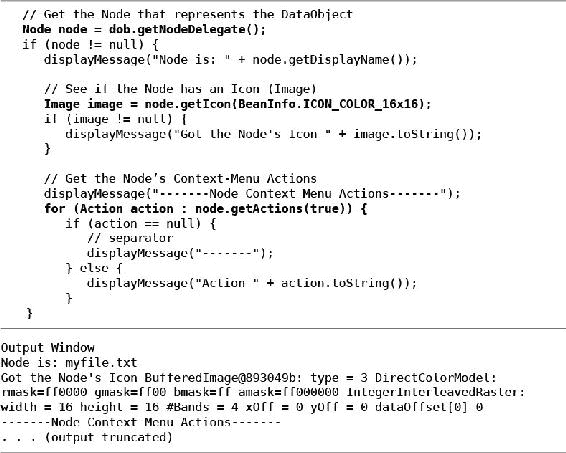 // Get the Node that represents the DataObject
Node node = dob.getNodeDelegate();
if (node != null) {
displayMessage("Node is: " + node.getDisplayName());
// See if the Node has an Icon (Image)
Image image = node.getIcon(BeanInfo.ICON_COLOR_16x16);
if (image != null) {
displayMessage("Got the Node's Icon " + image.toString());
}
// Get the Node’s Context-Menu Actions
displayMessage("-------Node Context Menu Actions-------");
for (Action action : node.getActions(true)) {
if (action == null) {
// separator
displayMessage("-------");
} else {
displayMessage("Action " + action.toString());
}
}
Output Window
Node is: myfile.txt
Got the Node's Icon BufferedImage@893049b: type = 3 DirectColorModel:
rmask=ff0000 gmask=ff00 bmask=ff amask=ff000000 IntegerInterleavedRaster:
width = 16 height = 16 #Bands = 4 xOff = 0 yOff = 0 dataOffset[0] 0
-------Node Context Menu Actions-------
. . . (output truncated)